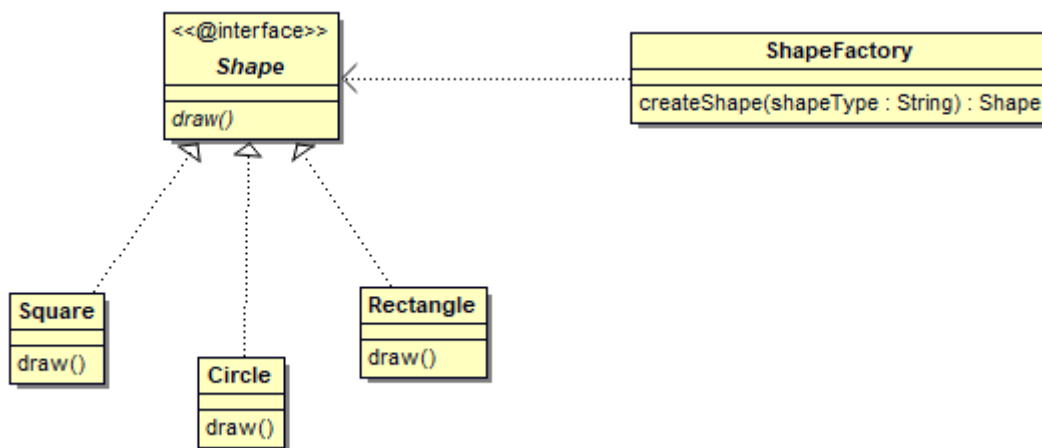 <<@interface>>
Shape
draw()
ShapeFactory
createShape(shapeType : String) : Shape
Square
draw()
Circle
draw()
Rectangle
draw()